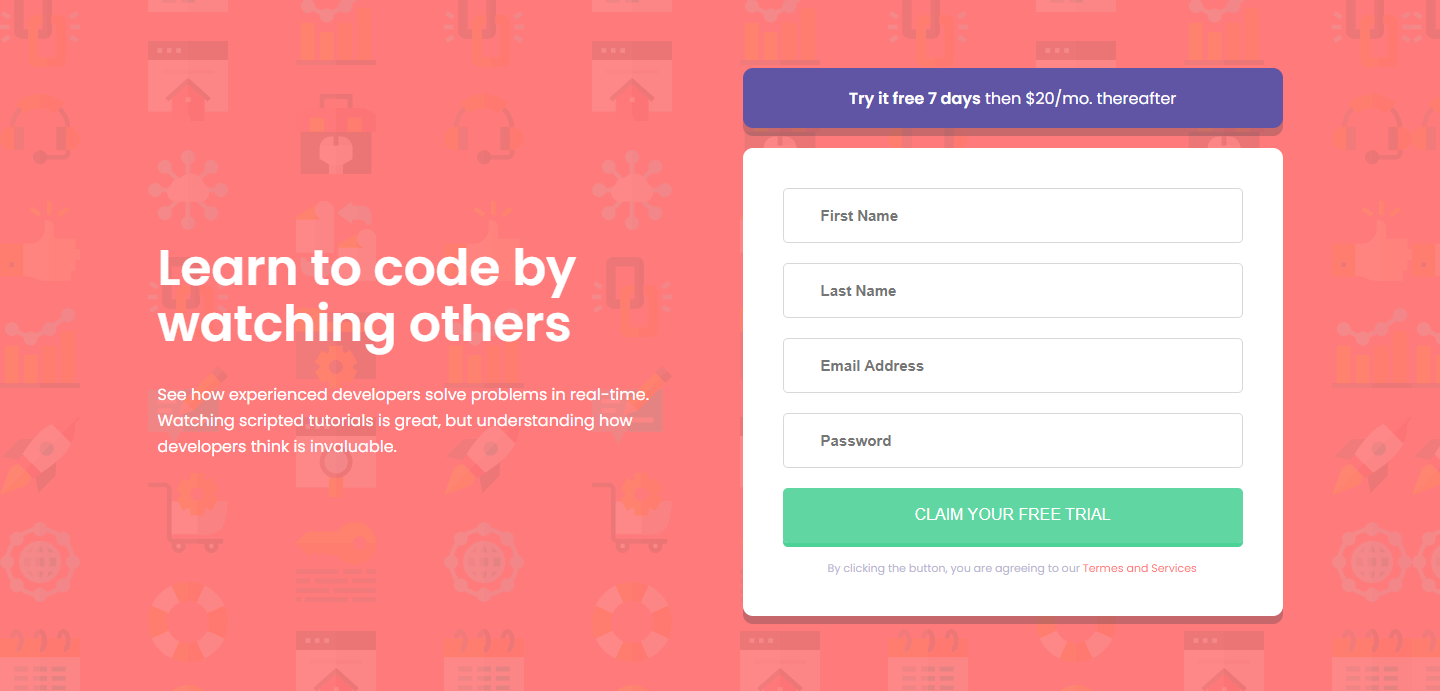 Learn to code by
watching others
See how experienced developers solve problems in real-time.
Watching scripted tutorials is great, but understanding how
developers think is invaluable.
Try it free 7 days then $20/mo. thereafter
First Name
Last Name
Email Address
Password
CLAIM YOUR FREE TRIAL
By clicking the button, you are agreeing to our Termes and Services